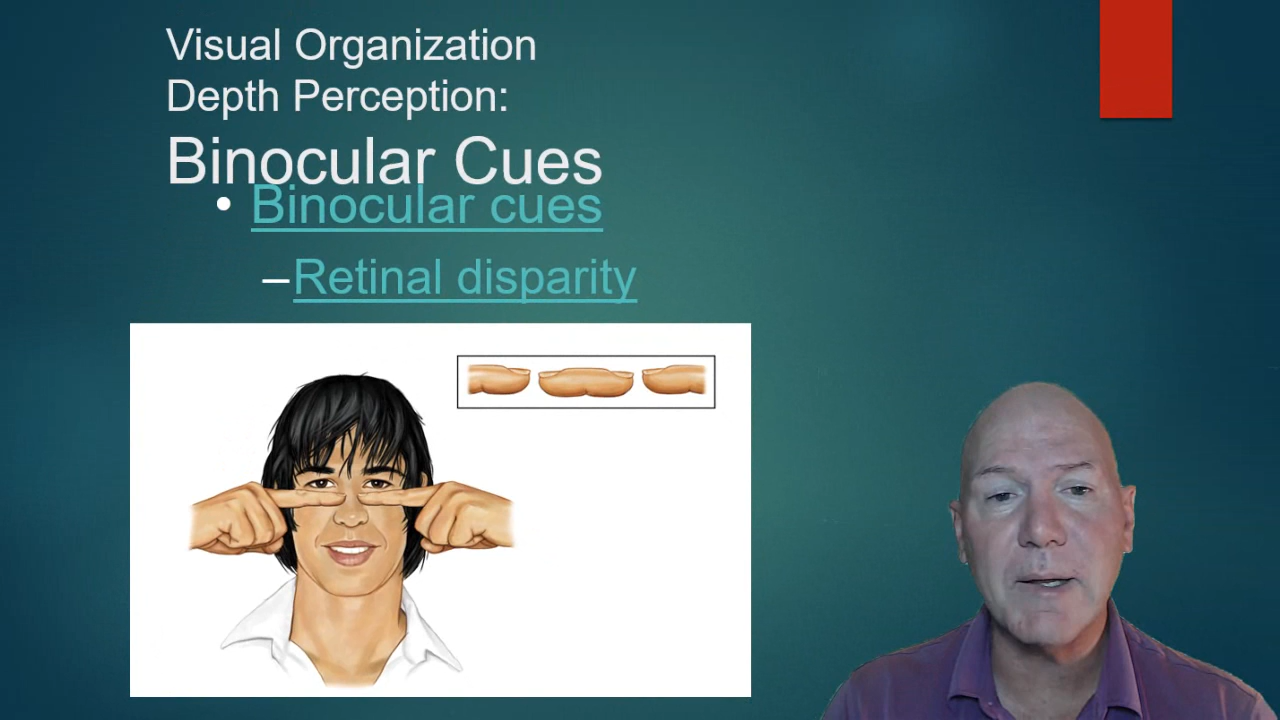 Visual Organization
Depth Perception:
Binocular Cues
• Binocular cues
–Retinal disparity